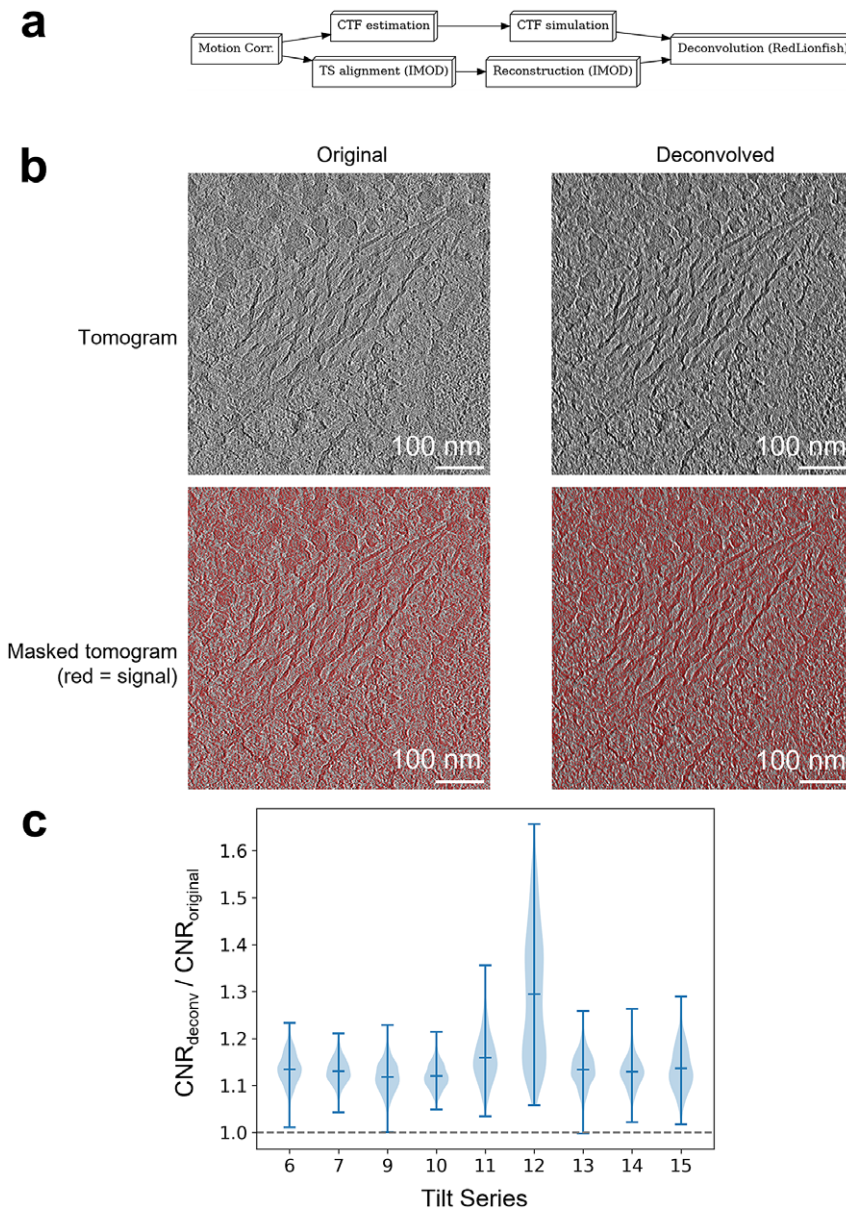 a
CTF estimation
CTF simulation
Motion Corr.
Deconvolution (RedLionfish)
TS alignment (IMOD)
Reconstruction (IMOD)
b
Original
Deconvolved
Tomogram
100 nm
100 nm
Masked tomogram
(red = signal)
100 nm
100 nm
c
CNRdeconv / CNRoriginal
1.6
1.5
1.4
1.3
1.2
1.1
1.0
6 7 9 10 11 12 13 14 15
Tilt Series